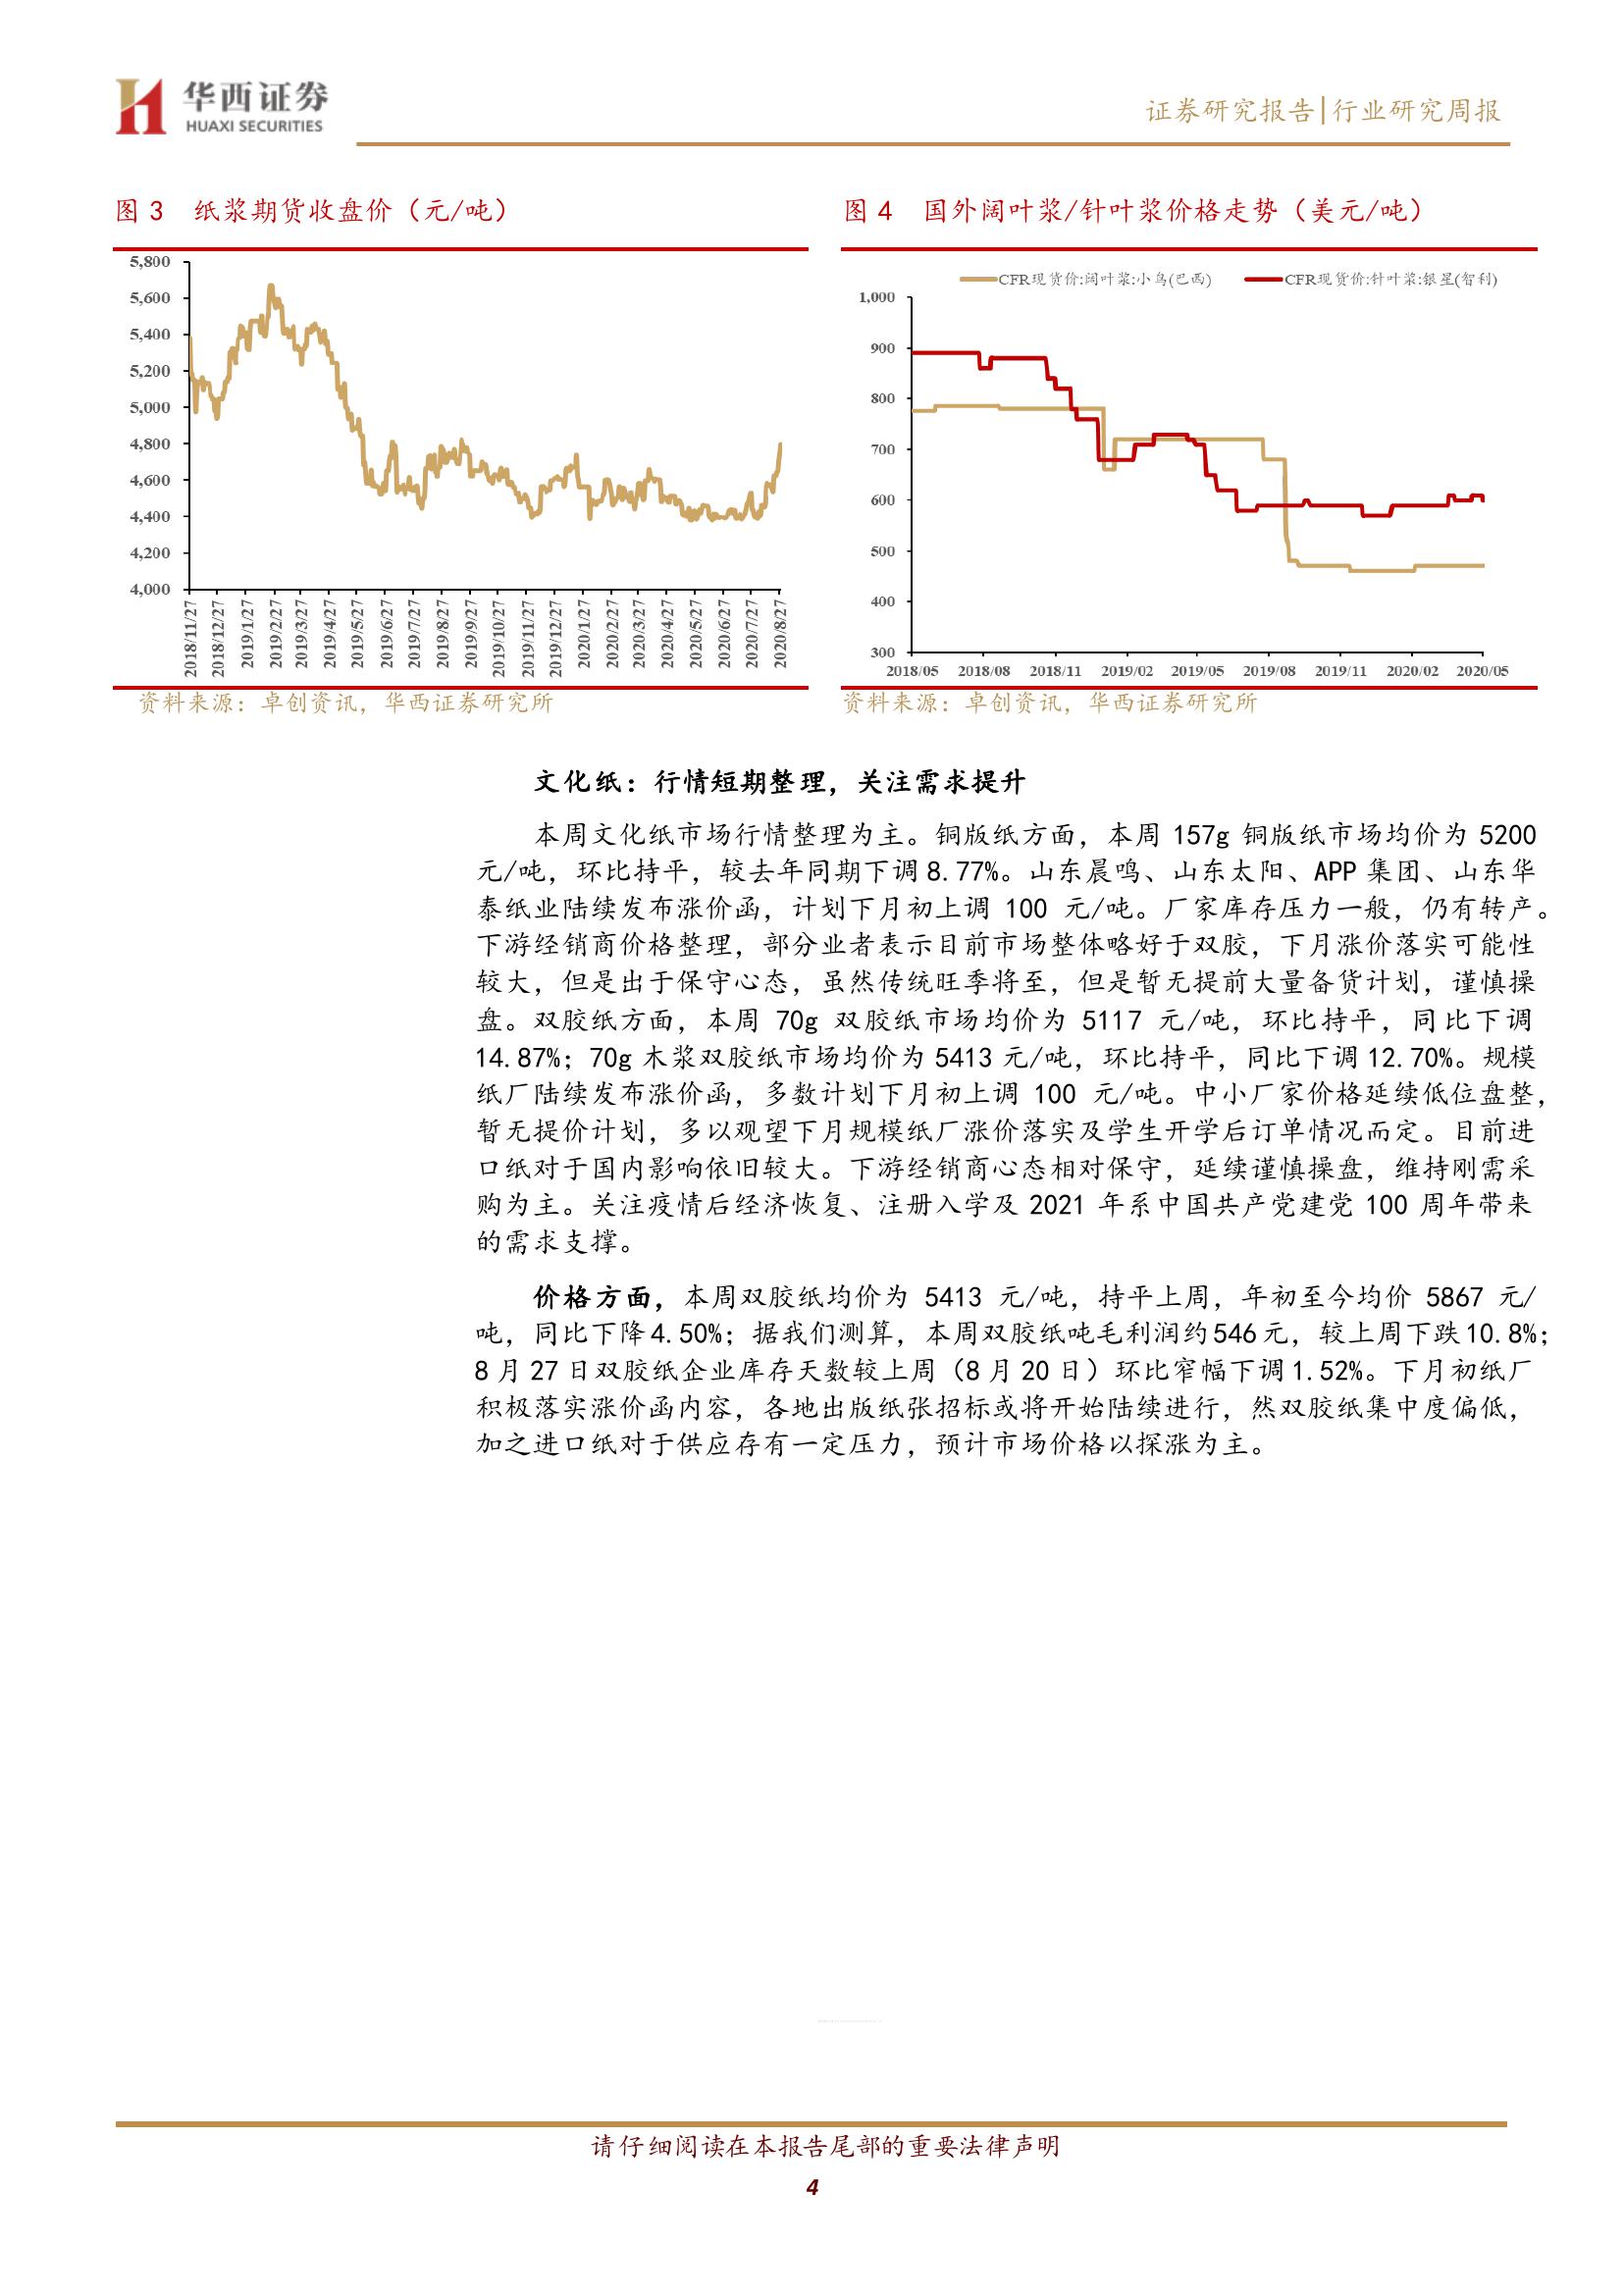 华西证券
HUAXI SECURITIES
证券研究报告|行业研究周报
图 3 纸浆期货收盘价（元/吨）
5,800
5,600
5,400
5,200
5,000
4,800
4,600
4,400
4,200
4,000
2018/11/27
2018/12/27
2019/1/27
2019/2/27
2019/3/27
2019/4/27
2019/5/27
2019/6/27
2019/7/27
2019/8/27
2019/9/27
2019/10/27
2019/11/27
2019/12/27
2020/1/27
2020/2/27
2020/3/27
2020/4/27
2020/5/27
2020/6/27
2020/7/27
2020/8/27
资料来源：卓创资讯，华西证券研究所
图 4 国外阔叶浆/针叶浆价格走势（美元/吨）
CFR现货价:阔叶浆:小鸟(巴西)
CFR现货价:针叶浆:银星(智利)
1,000
900
800
700
600
500
400
300
2018/05 2018/08 2018/11 2019/02 2019/05 2019/08 2019/11 2020/02 2020/05
资料来源：卓创资讯，华西证券研究所
文化纸：行情短期整理，关注需求提升
本周文化纸市场行情整理为主。铜版纸方面，本周 157g 铜版纸市场均价为 5200
元/吨，环比持平，较去年同期下调 8.77%。山东晨鸣、山东太阳、APP 集团、山东华
泰纸业陆续发布涨价函，计划下月初上调 100 元/吨。厂家库存压力一般，仍有转产。
下游经销商价格整理，部分业者表示目前市场整体略好于双胶，下月涨价落实可能性
较大，但是出于保守心态，虽然传统旺季将至，但是暂无提前大量备货计划，谨慎操
盘。双胶纸方面，本周 70g 双胶纸市场均价为 5117 元/吨，环比持平，同比下调
14.87%；70g 木浆双胶纸市场均价为 5413 元/吨，环比持平，同比下调 12.70%。规模
纸厂陆续发布涨价函，多数计划下月初上调 100 元/吨。中小厂家价格延续低位盘整，
暂无提价计划，多以观望下月规模纸厂涨价落实及学生开学后订单情况而定。目前进
口纸对于国内影响依旧较大。下游经销商心态相对保守，延续谨慎操盘，维持刚需采
购为主。关注疫情后经济恢复、注册入学及 2021 年系中国共产党建党 100 周年带来
的需求支撑。
价格方面，本周双胶纸均价为 5413 元/吨，持平上周，年初至今均价 5867 元/
吨，同比下降 4.50%；据我们测算，本周双胶纸吨毛利润约 546 元，较上周下跌 10.8%；
8 月 27 日双胶纸企业库存天数较上周（8 月 20 日）环比窄幅下调 1.52%。下月初纸厂
积极落实涨价函内容，各地出版纸张招标或将开始陆续进行，然双胶纸集中度偏低，
加之进口纸对于供应存有一定压力，预计市场价格以探涨为主。
请仔细阅读在本报告尾部的重要法律声明
4